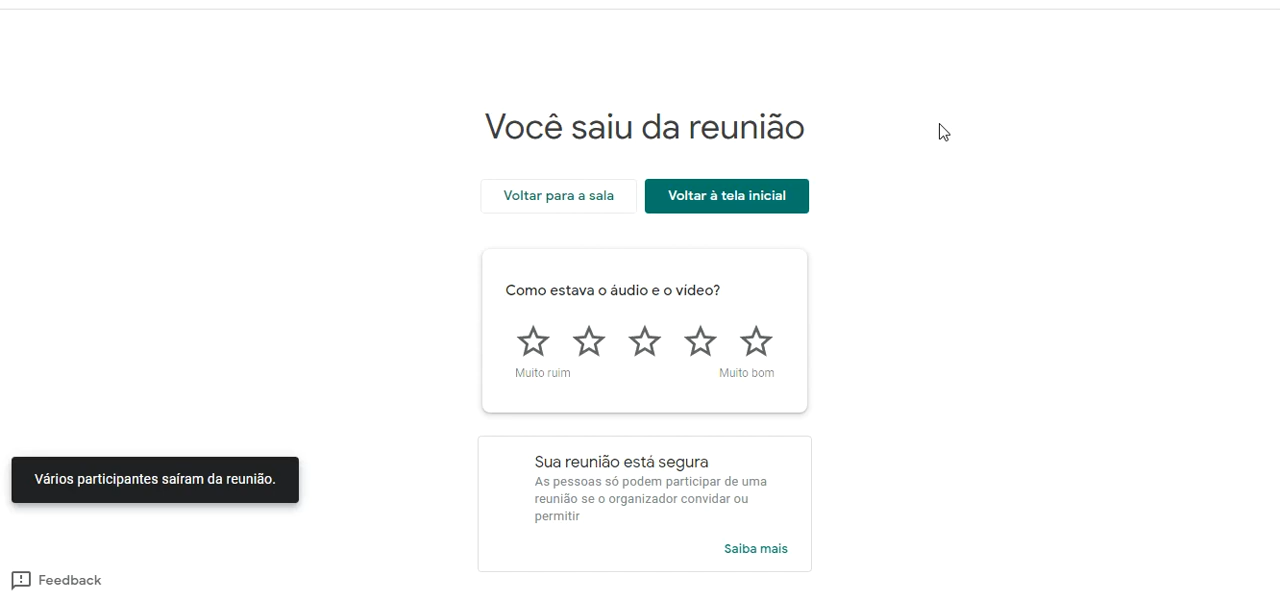 Você saiu da reunião
Voltar para a sala
Voltar à tela inicial
Como estava o áudio e o vídeo?
Muito ruim
Muito bom
Sua reunião está segura
As pessoas só podem participar de uma
reunião se o organizador convidar ou
permitir
Saiba mais
Vários participantes saíram da reunião.
Feedback